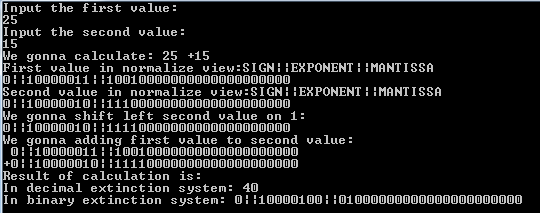 Input the first value:
25
Input the second value:
15
We gonna calculate: 25 +15
First value in normalize view:SIGN||EXPONENT||MANTISSA
0||10000011||10010000000000000000000
Second value in normalize view:SIGN||EXPONENT||MANTISSA
0||10000010||11100000000000000000000
We gonna shift left second value on 1:
0||10000010||11110000000000000000000
We gonna adding first value to second value:
 0||10000011||10010000000000000000000
+0||10000010||11110000000000000000000
Result of calculation is:
In decimal extinction system: 40
In binary extinction system: 0||10000100||01000000000000000000000